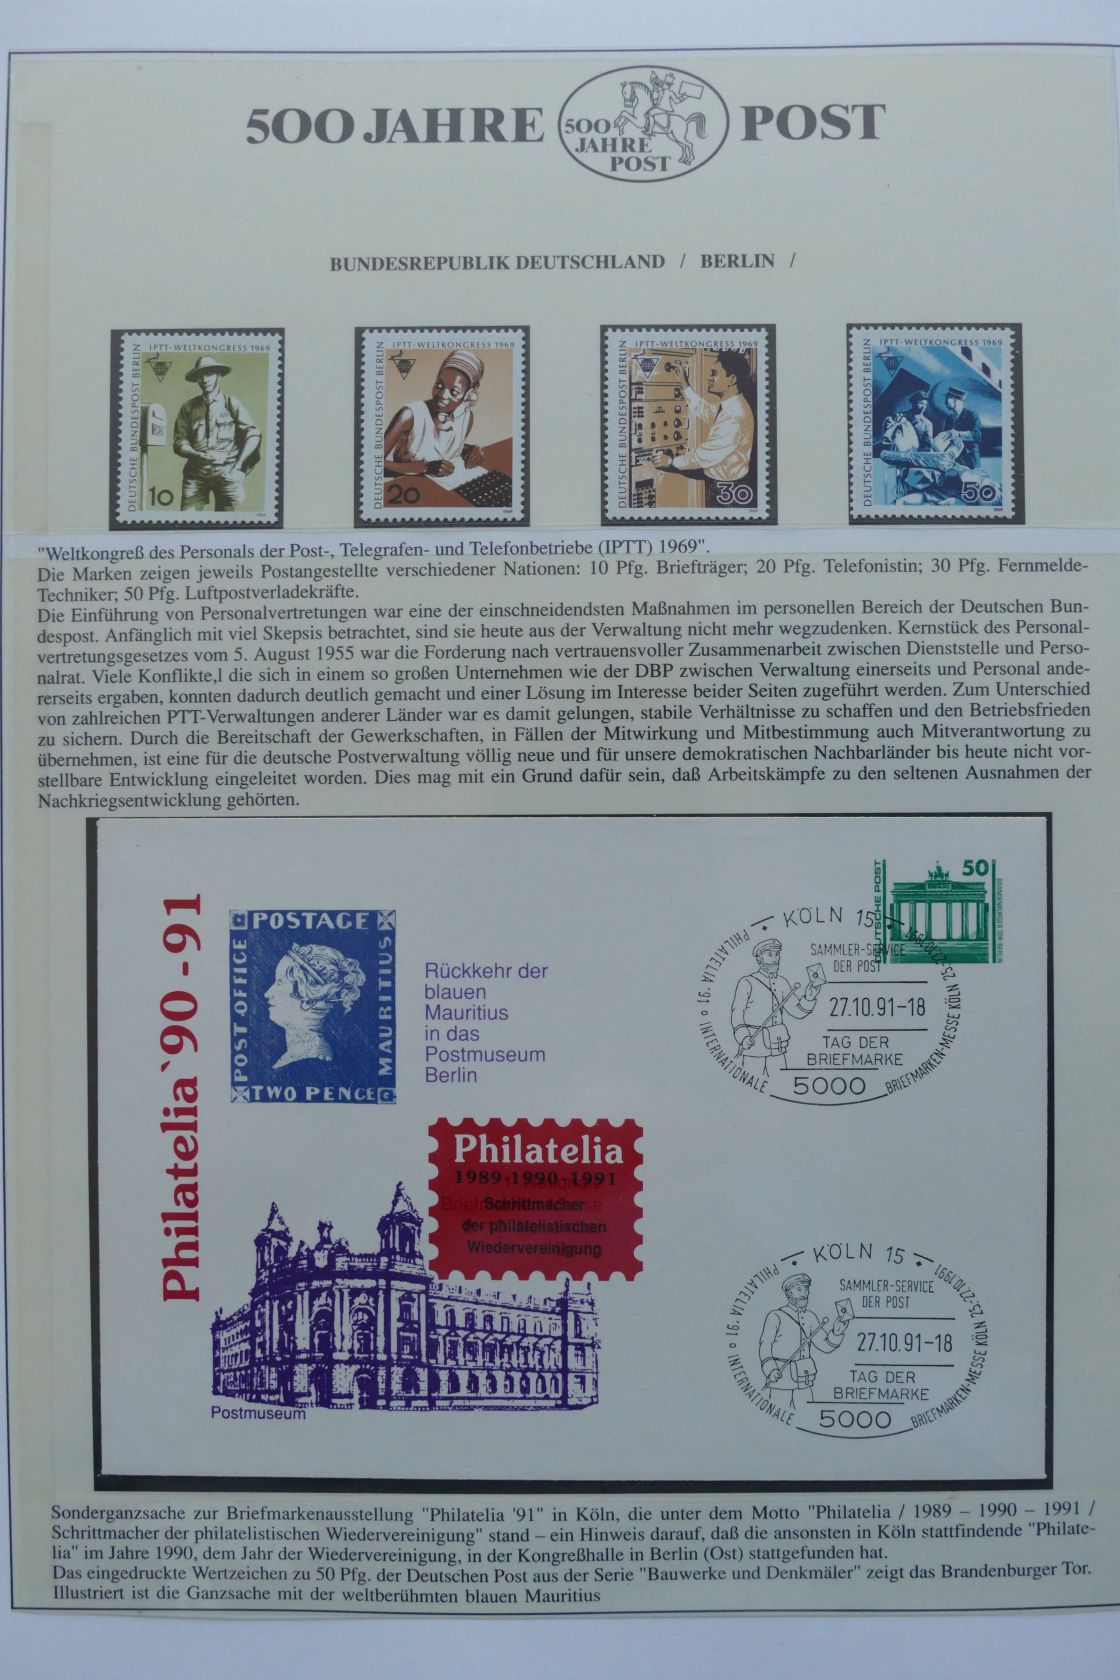 500 JAHRE POST
500
JAHRE
POST
BUNDESREPUBLIK DEUTSCHLAND / BERLIN /
IPTT-WELTKONGRESS 1969
DEUTSCHE BUNDESPOST BERLIN
10
1969
IPTT-WELTKONGRESS 1969
DEUTSCHE BUNDESPOST BERLIN
20
1969
IPTT-WELTKONGRESS 1969
DEUTSCHE BUNDESPOST BERLIN
30
1969
IPTT-WELTKONGRESS 1969
DEUTSCHE BUNDESPOST BERLIN
50
1969
"Weltkongreß des Personals der Post-, Telegrafen- und Telefonbetriebe (IPTT) 1969".
Die Marken zeigen jeweils Postangestellte verschiedener Nationen: 10 Pfg. Briefträger; 20 Pfg. Telefonistin; 30 Pfg. Fernmelde-
Techniker; 50 Pfg. Luftpostverladekräfte.
Die Einführung von Personalvertretungen war eine der einschneidendsten Maßnahmen im personellen Bereich der Deutschen Bun-
despost. Anfänglich mit viel Skepsis betrachtet, sind sie heute aus der Verwaltung nicht mehr wegzudenken. Kernstück des Personal-
vertretungsgesetzes vom 5. August 1955 war die Forderung nach vertrauensvoller Zusammenarbeit zwischen Dienststelle und Perso-
nalrat. Viele Konflikte,l die sich in einem so großen Unternehmen wie der DBP zwischen Verwaltung einerseits und Personal ande-
rerseits ergaben, konnten dadurch deutlich gemacht und einer Lösung im Interesse beider Seiten zugeführt werden. Zum Unterschied
von zahlreichen PTT-Verwaltungen anderer Länder war es damit gelungen, stabile Verhältnisse zu schaffen und den Betriebsfrieden
zu sichern. Durch die Bereitschaft der Gewerkschaften, in Fällen der Mitwirkung und Mitbestimmung auch Mitverantwortung zu
übernehmen, ist eine für die deutsche Postverwaltung völlig neue und für unsere demokratischen Nachbarländer bis heute nicht vor-
stellbare Entwicklung eingeleitet worden. Dies mag mit ein Grund dafür sein, daß Arbeitskämpfe zu den seltenen Ausnahmen der
Nachkriegsentwicklung gehörten.
Philatelia`90-91
POSTAGE
POST OFFICE
MAURITIUS
TWO PENCE
Rückkehr der
blauen
Mauritius
in das
Postmuseum
Berlin
Philatelia
1989-1990-1991
Schrittmacher
der philatelistischen
Wiedervereinigung
Postmuseum
50
DEUTSCHE POST
BRANDENBURGER TOR·BERLIN
KÖLN 15
SAMMLER-SERVICE
DER POST
27.10.91-18
TAG DER
BRIEFMARKE
5000
PHILATELIA '91 o INTERNATIONALE BRIEFMARKEN-MESSE KÖLN 25.-27.10.1991
KÖLN 15
SAMMLER-SERVICE
DER POST
27.10.91-18
TAG DER
BRIEFMARKE
5000
PHILATELIA '91 o INTERNATIONALE BRIEFMARKEN-MESSE KÖLN 25.-27.10.1991
Sonderganzsache zur Briefmarkenausstellung "Philatelia '91" in Köln, die unter dem Motto "Philatelia / 1989 – 1990 – 1991 /
Schrittmacher der philatelistischen Wiedervereinigung" stand – ein Hinweis darauf, daß die ansonsten in Köln stattfindende "Philate-
lia" im Jahre 1990, dem Jahr der Wiedervereinigung, in der Kongreßhalle in Berlin (Ost) stattgefunden hat.
Das eingedruckte Wertzeichen zu 50 Pfg. der Deutschen Post aus der Serie "Bauwerke und Denkmäler" zeigt das Brandenburger Tor.
Illustriert ist die Ganzsache mit der weltberühmten blauen Mauritius